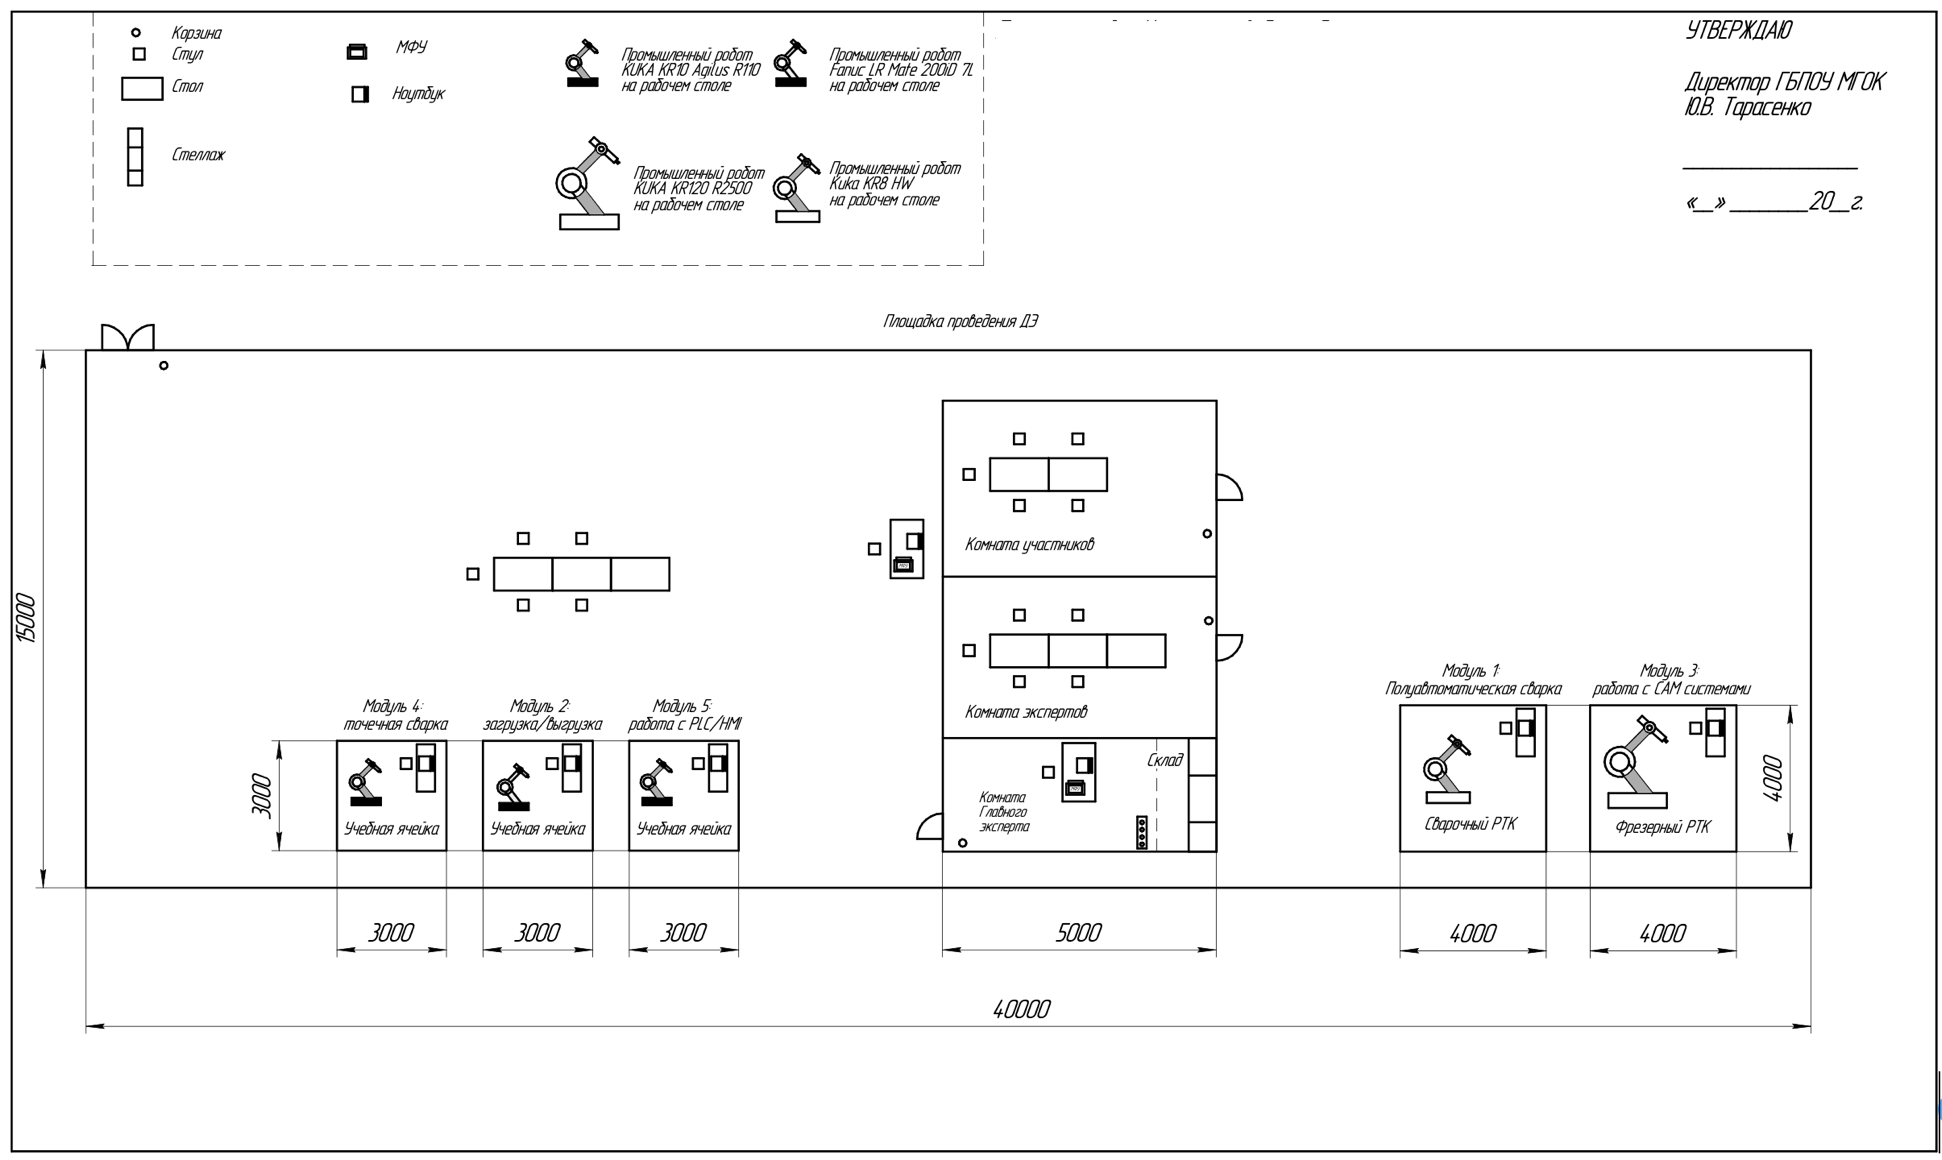 Корзина
Стул
Стол
Стеллаж
МФУ
Ноутбук
Промышленный робот
KUKA KR10 Agilus R110
на рабочем столе
Промышленный робот
Fanuc LR Mate 200iD 7L
на рабочем столе
Промышленный робот
KUKA KR120 R2500
на рабочем столе
Промышленный робот
Kuka KR8 HW
на рабочем столе
УТВЕРЖДАЮ
Директор ГБПОУ МГОК
Ю.В. Тарасенко
«__» ________20__г.
Площадка проведения ДЭ
15000
Комната участников
Комната экспертов
Склад
Комната
Главного
эксперта
Модуль 4:
точечная сварка
Учебная ячейка
Модуль 2:
загрузка/выгрузка
Учебная ячейка
Модуль 5:
работа с PLC/HMI
Учебная ячейка
Модуль 1:
Полуавтоматическая сварка
Сварочный РТК
Модуль 3:
работа с CAM системами
Фрезерный РТК
3000
4000
3000
3000
3000
5000
4000
4000
40000